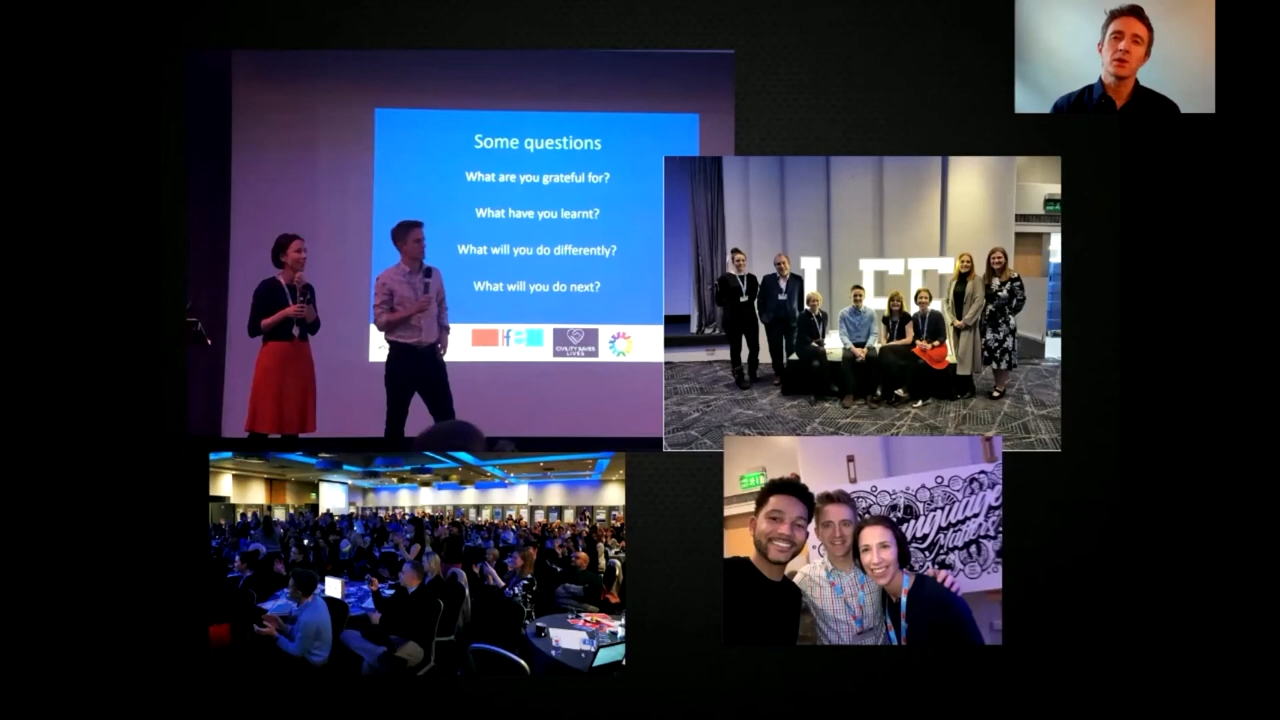 Some questions
What are you grateful for?
What have you learnt?
What will you do differently?
What will you do next?
CIVILITY SAVES
LIVES
LFE
Matters